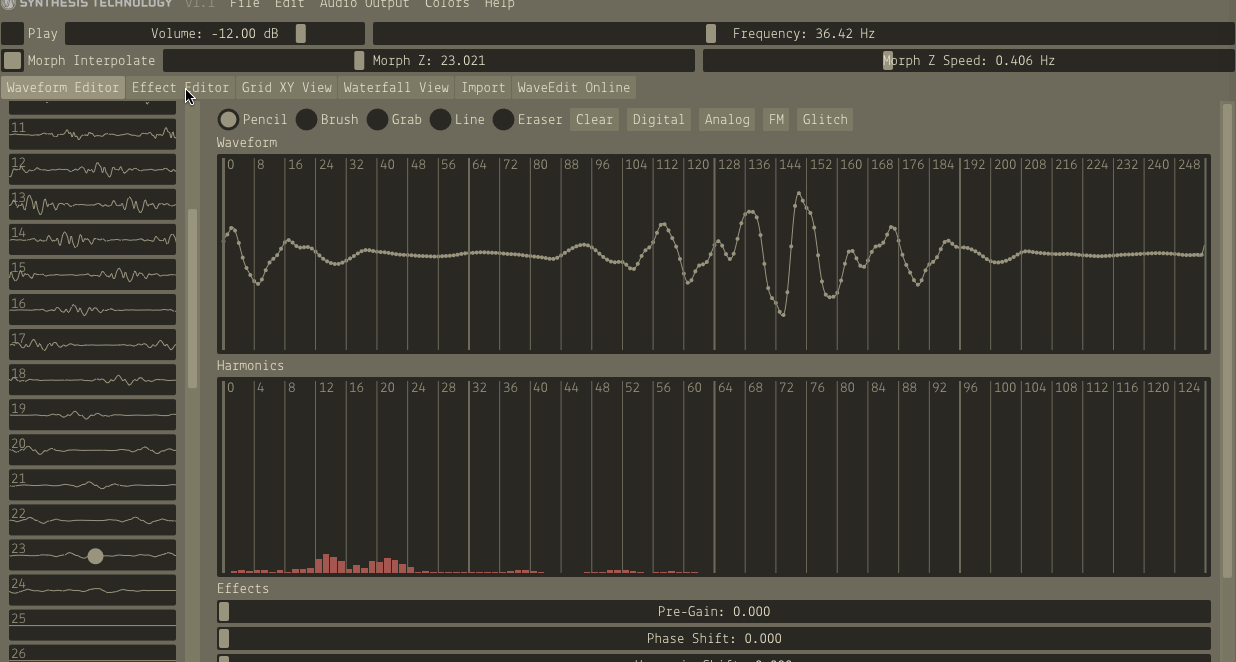 SYNTHESIS TECHNOLOGY v1.1 File Edit Audio Output Colors Help
Play Volume: -12.00 dB Frequency: 36.42 Hz
Morph Interpolate Morph Z: 23.021 Morph Z Speed: 0.406 Hz
Waveform Editor Effect Editor Grid XY View Waterfall View Import WaveEdit Online
Pencil Brush Grab Line Eraser Clear Digital Analog FM Glitch
Waveform
0 8 16 24 32 40 48 56 64 72 80 88 96 104 112 120 128 136 144 152 160 168 176 184 192 200 208 216 224 232 240 248
11
12
13
14
15
16
17
18
19
20
21
22
23
24
25
26
Harmonics
0 4 8 12 16 20 24 28 32 36 40 44 48 52 56 60 64 68 72 76 80 84 88 92 96 100 104 108 112 116 120 124
Effects
Pre-Gain: 0.000
Phase Shift: 0.000